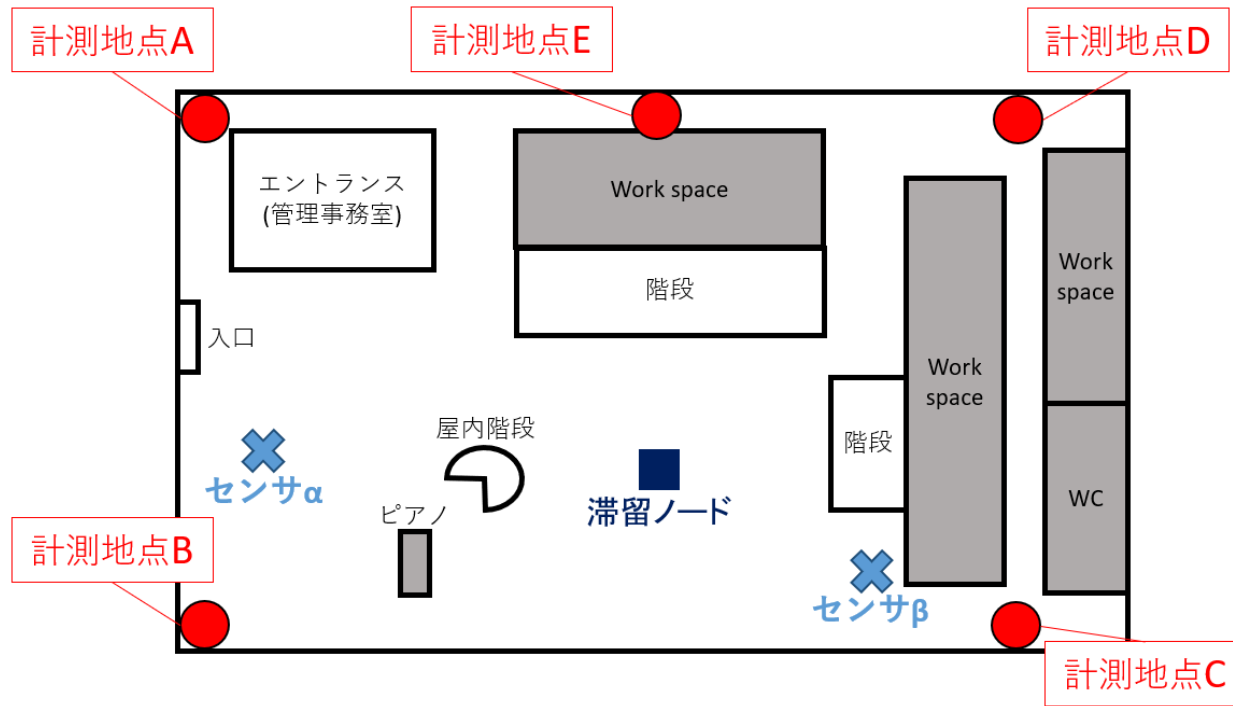 計測地点A
計測地点E
計測地点D
エントランス
(管理事務室)
Work space
階段
Work
space
入口
Work
space
屋内階段
階段
センサα
滞留ノード
WC
ピアノ
計測地点B
センサβ
計測地点C